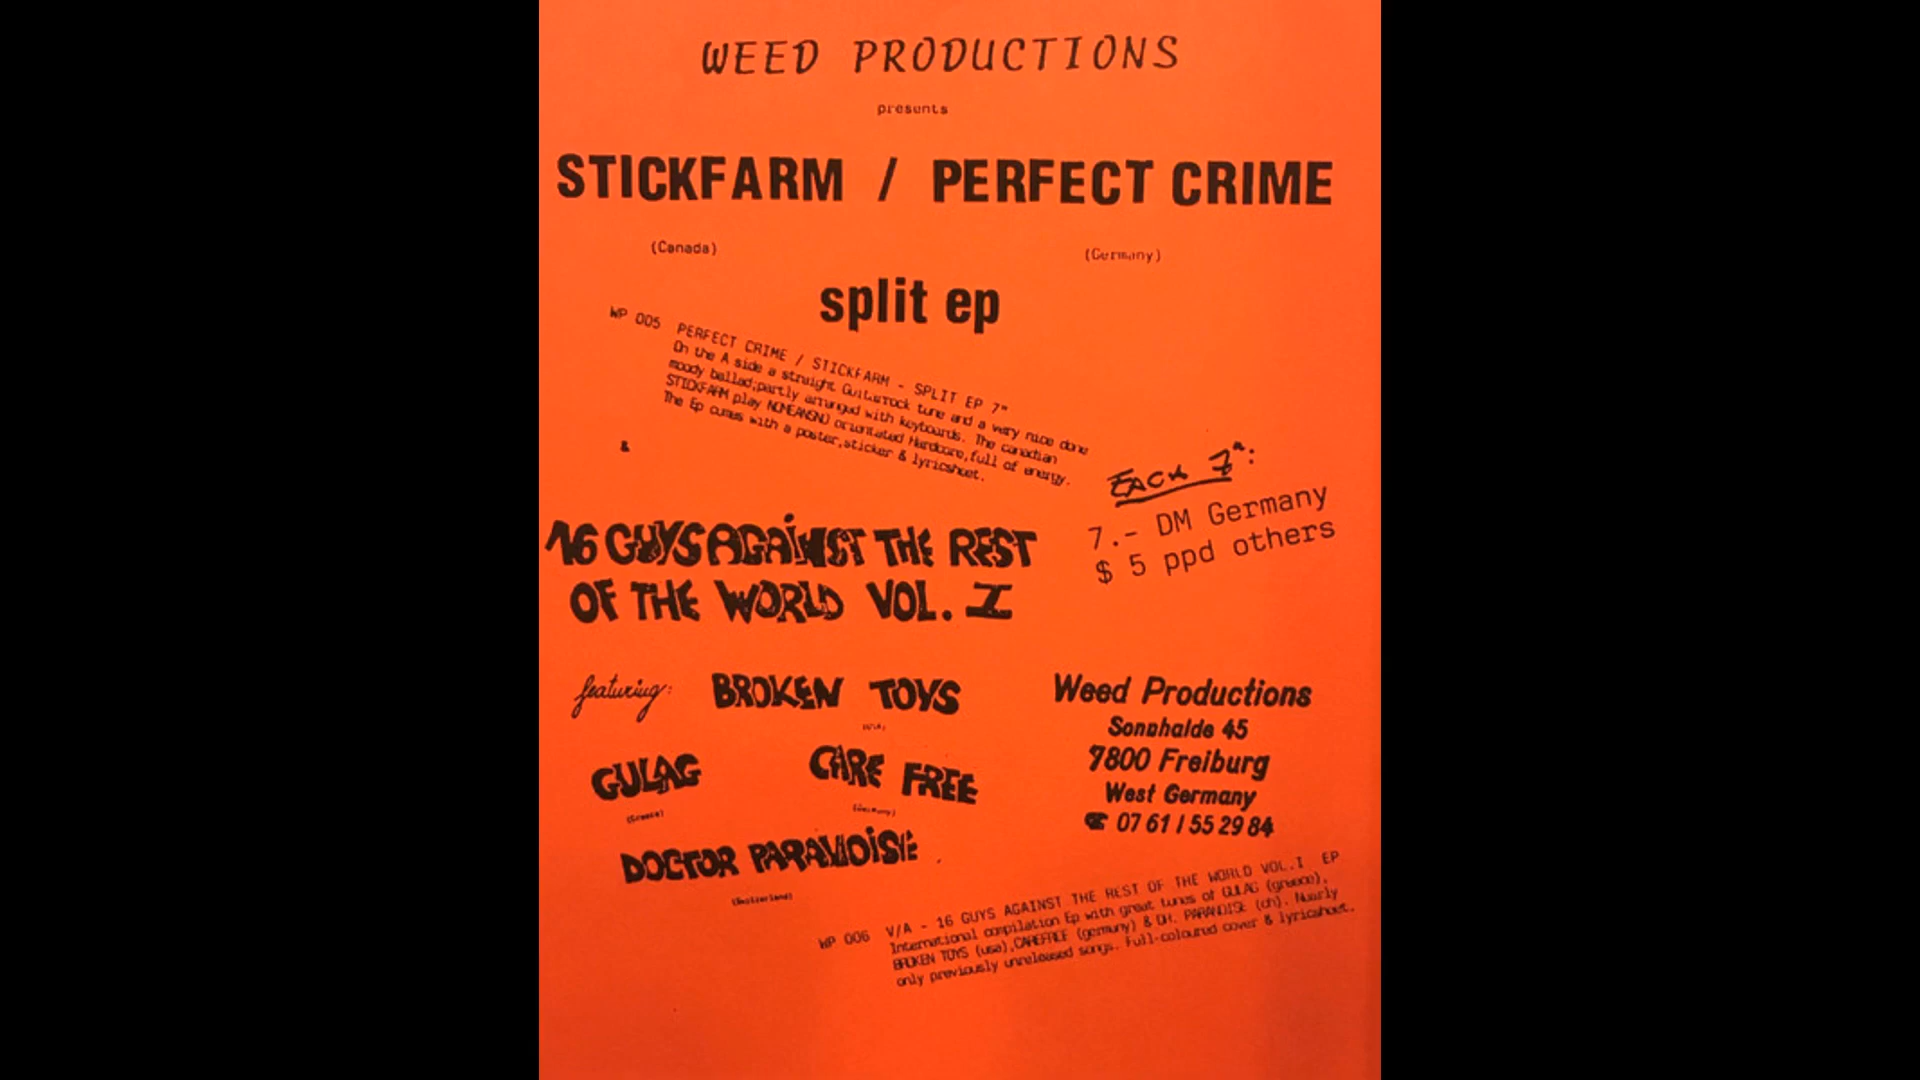 WEED PRODUCTIONS
presents
STICKFARM / PERFECT CRIME
(Canada) (Germany)
split ep
WP 005 PERFECT CRIME / STICKFARM - SPLIT EP 7"
On the A side a straight Guitarrock tune and a very nice done
moody ballad;partly arranged with keyboards. The canadian
STICKFARM play NOMEANSNO orientated Hardcore,full of energy.
The Ep comes with a poster,sticker & lyricsheet.
&
EACH 7":
7.- DM Germany
$ 5 ppd others
16 GUYS AGAiNST THE REST
OF THE WORLD VOL. I
featuring: BROKEN TOYS
(USA)
GULAG CARE FREE
(Greece) (Germany)
DOCTOR PARANOiSE
(Switzerland)
Weed Productions
Sonnhalde 45
7800 Freiburg
West Germany
☎ 07 61 / 55 29 84
WP 006 V/A - 16 GUYS AGAINST THE REST OF THE WORLD VOL.I EP
International compilation Ep with great tunes of GULAG (greece),
BROKEN TOYS (usa),CAREFREE (germany) & DR. PARANOISE (ch). Nearly
only previously unreleased songs. Full-coloured cover & lyricsheet.